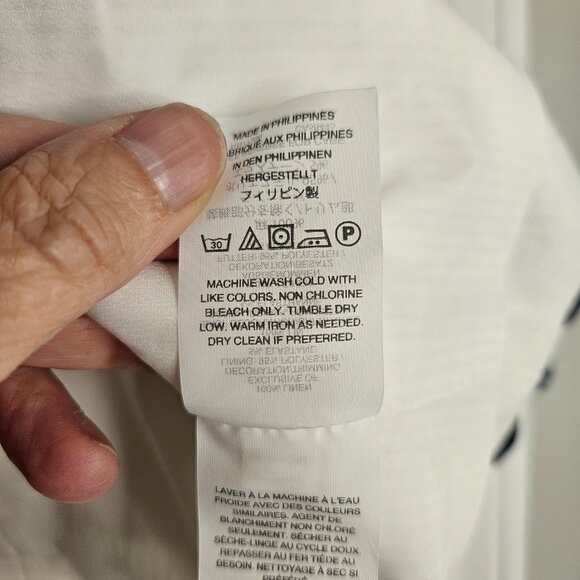 MADE IN PHILIPPINES
FABRIQUÉ AUX PHILIPPINES
IN DEN PHILIPPINEN
HERGESTELLT
フィリピン製
30 P
MACHINE WASH COLD WITH
LIKE COLORS. NON CHLORINE
BLEACH ONLY. TUMBLE DRY
LOW. WARM IRON AS NEEDED.
DRY CLEAN IF PREFERRED.
LAVER À LA MACHINE À L'EAU
FROIDE AVEC DES COULEURS
SIMILAIRES. AGENT DE
BLANCHIMENT NON CHLORÉ
SEULEMENT. SÉCHER AU
SÈCHE-LINGE AU CYCLE DOUX.
REPASSER AU FER TIÈDE AU
BESOIN. NETTOYAGE À SEC SI
PRÉFÉRÉ.